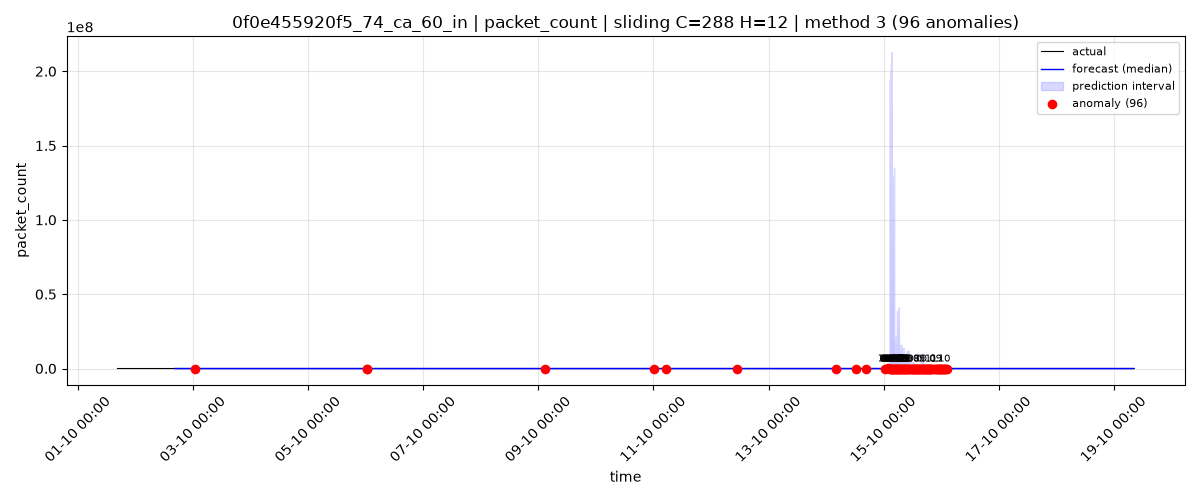 0f0e455920f5_74_ca_60_in | packet_count | sliding C=288 H=12 | method 3 (96 anomalies)
1e8
actual
forecast (median)
prediction interval
anomaly (96)
2.0
1.5
1.0
0.5
0.0
packet_count
01-10 00:00
03-10 00:00
05-10 00:00
07-10 00:00
09-10 00:00
11-10 00:00
13-10 00:00
15-10 00:00
17-10 00:00
19-10 00:00
time